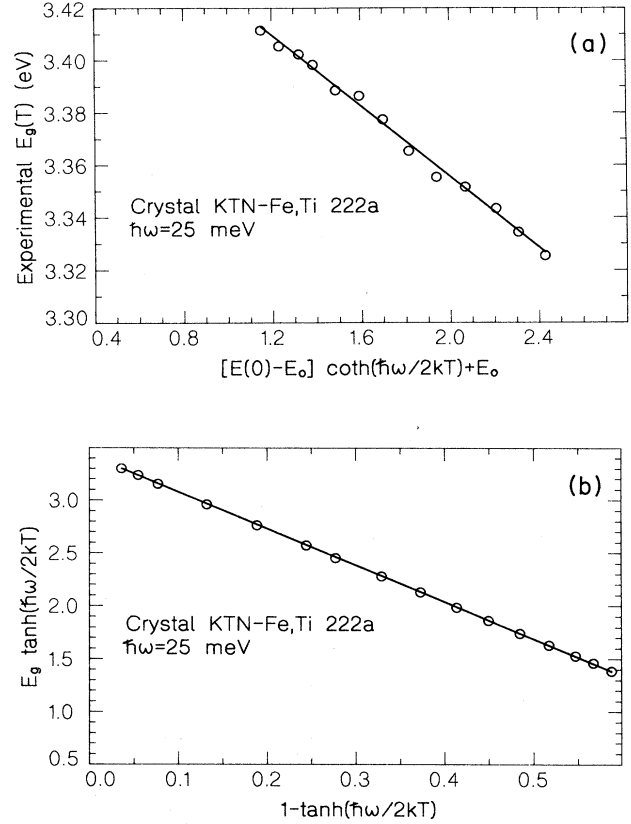 3.42
3.40
3.38
3.36
3.34
3.32
3.30
Experimental E₉(T) (eV)
(a)
Crystal KTN-Fe,Ti 222a
ℏω=25 meV
0.4 0.8 1.2 1.6 2.0 2.4
[E(0)-E₀] coth(ℏω/2kT)+E₀
3.0
2.5
2.0
1.5
1.0
0.5
E₉ tanh(ℏω/2kT)
(b)
Crystal KTN-Fe,Ti 222a
ℏω=25 meV
0.0 0.1 0.2 0.3 0.4 0.5
1-tanh(ℏω/2kT)